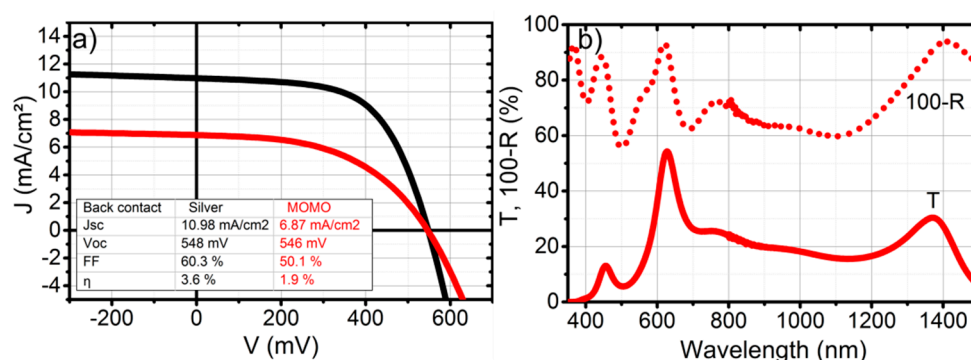 a)
14
12
10
8
6
4
2
0
-2
-4
J (mA/cm²)
Back contact Silver MOMO
Jsc 10.98 mA/cm2 6.87 mA/cm2
Voc 548 mV 546 mV
FF 60.3 % 50.1 %
η 3.6 % 1.9 %
-200 0 200 400 600
V (mV)
b)
100
80
60
40
20
0
T, 100-R (%)
100-R
T
400 600 800 1000 1200 1400
Wavelength (nm)